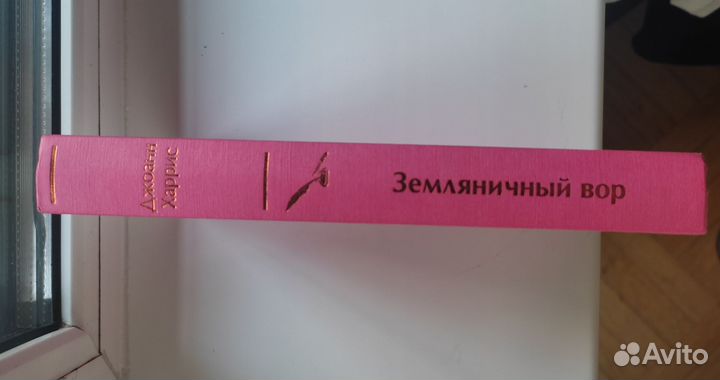 Джоанн
Харрис
Земляничный вор
Avito